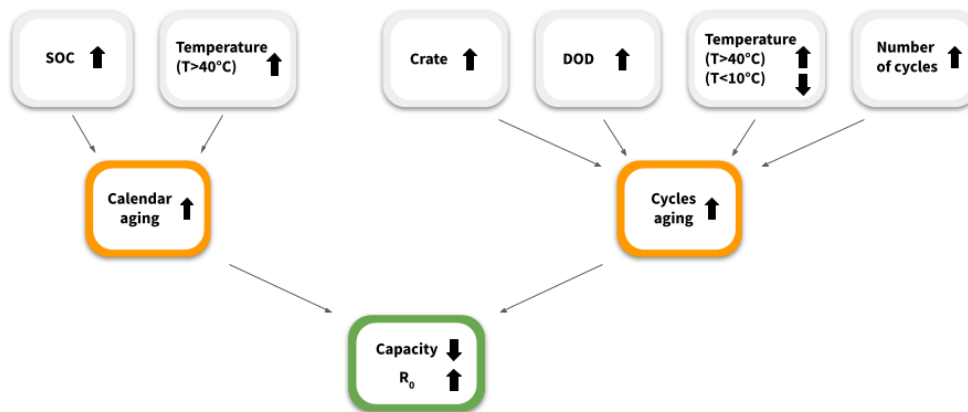 SOC
Temperature
(T>40°C)
Crate
DOD
Temperature
(T>40°C)
(T<10°C)
Number
of cycles
Calendar
aging
Cycles
aging
Capacity
R₀